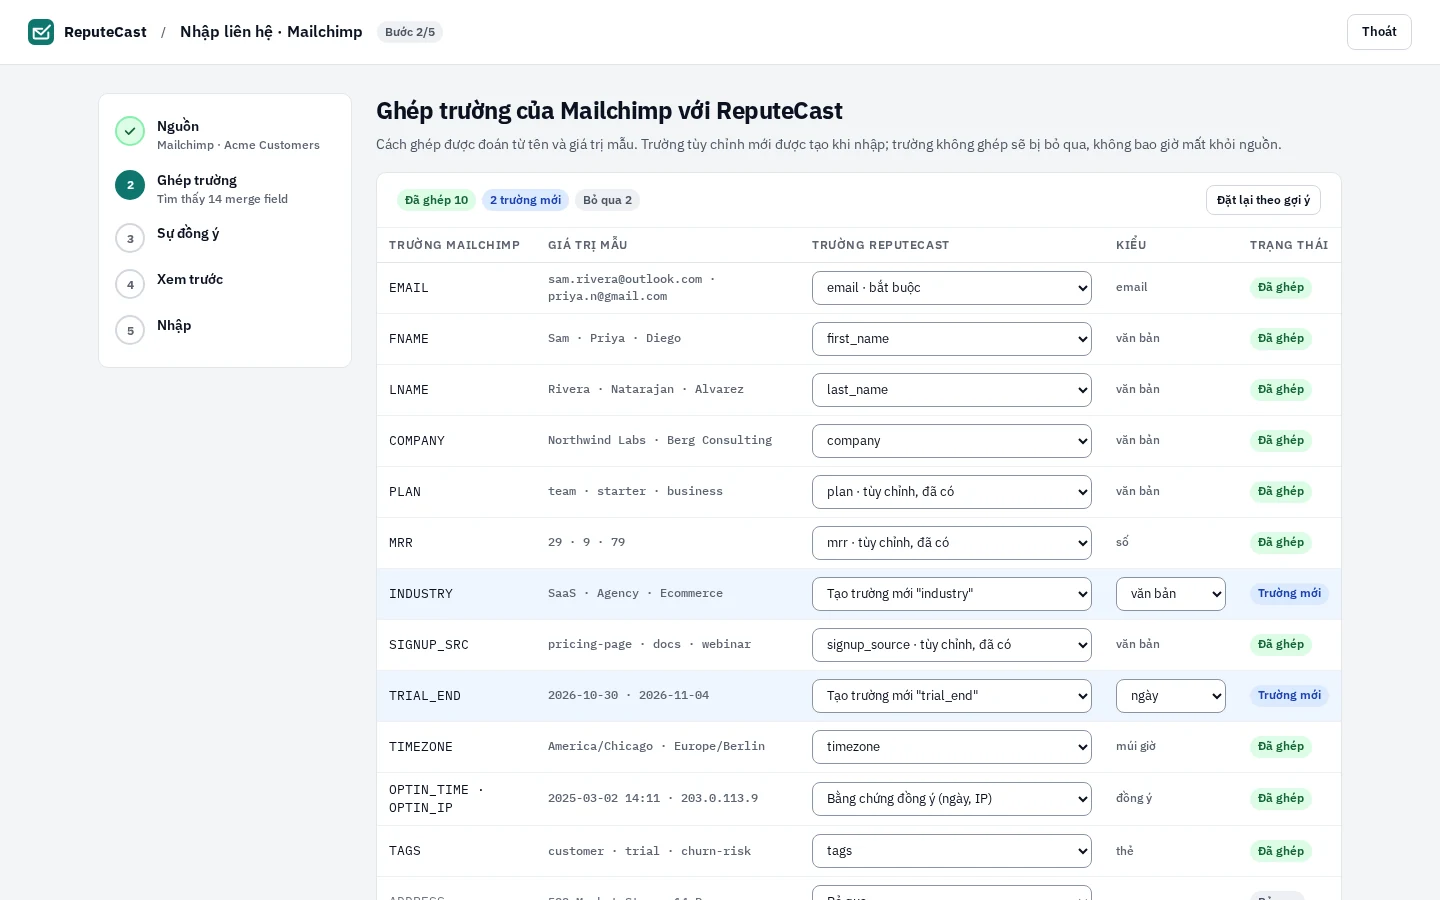 ReputeCast / Nhập liên hệ · Mailchimp Bước 2/5 Thoát
Nguồn
Mailchimp · Acme Customers
2 Ghép trường
Tìm thấy 14 merge field
3 Sự đồng ý
4 Xem trước
5 Nhập
Ghép trường của Mailchimp với ReputeCast
Cách ghép được đoán từ tên và giá trị mẫu. Trường tùy chỉnh mới được tạo khi nhập; trường không ghép sẽ bị bỏ qua, không bao giờ mất khỏi nguồn.
Đã ghép 10 2 trường mới Bỏ qua 2 Đặt lại theo gợi ý
TRƯỜNG MAILCHIMP GIÁ TRỊ MẪU TRƯỜNG REPUTECAST KIỂU TRẠNG THÁI
EMAIL sam.rivera@outlook.com · email · bắt buộc email Đã ghép
priya.n@gmail.com
FNAME Sam · Priya · Diego first_name văn bản Đã ghép
LNAME Rivera · Natarajan · Alvarez last_name văn bản Đã ghép
COMPANY Northwind Labs · Berg Consulting company văn bản Đã ghép
PLAN team · starter · business plan · tùy chỉnh, đã có văn bản Đã ghép
MRR 29 · 9 · 79 mrr · tùy chỉnh, đã có số Đã ghép
INDUSTRY SaaS · Agency · Ecommerce Tạo trường mới "industry" văn bản Trường mới
SIGNUP_SRC pricing-page · docs · webinar signup_source · tùy chỉnh, đã có văn bản Đã ghép
TRIAL_END 2026-10-30 · 2026-11-04 Tạo trường mới "trial_end" ngày Trường mới
TIMEZONE America/Chicago · Europe/Berlin timezone múi giờ Đã ghép
OPTIN_TIME · 2025-03-02 14:11 · 203.0.113.9 Bằng chứng đồng ý (ngày, IP) đồng ý Đã ghép
OPTIN_IP
TAGS customer · trial · churn-risk tags thẻ Đã ghép